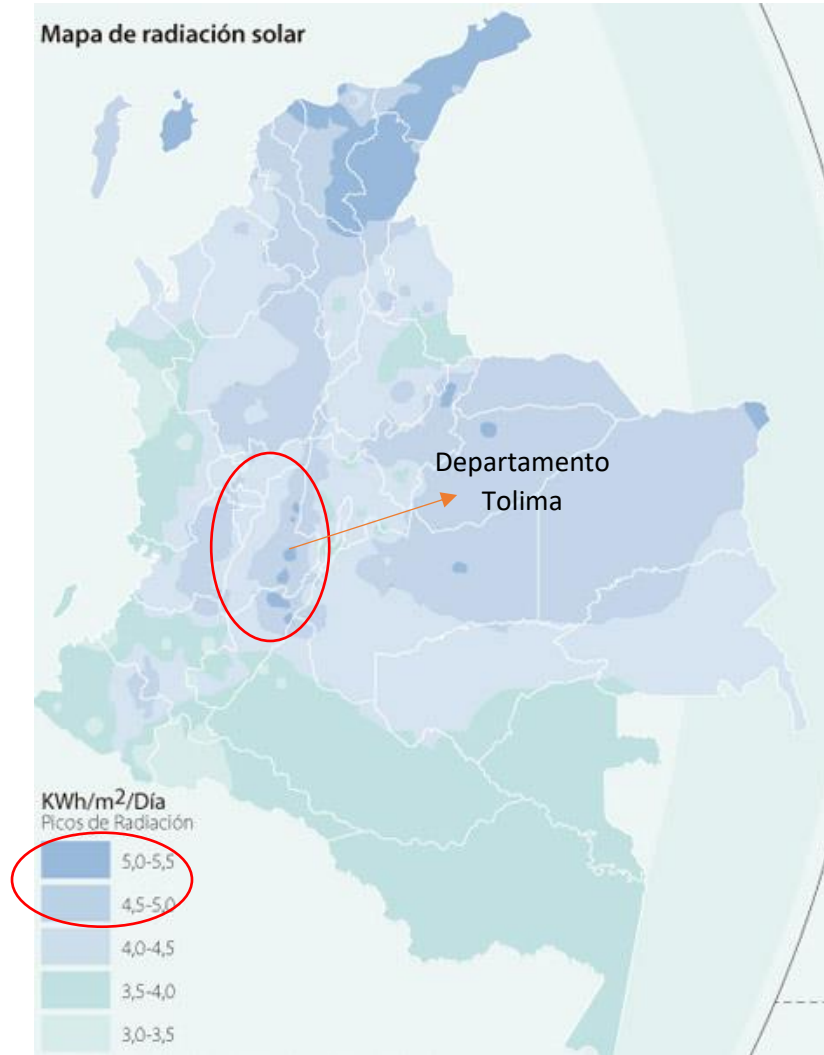 Mapa de radiación solar
Departamento
Tolima
KWh/m²/Día
Picos de Radiación
5,0-5,5
4,5-5,0
4,0-4,5
3,5-4,0
3,0-3,5